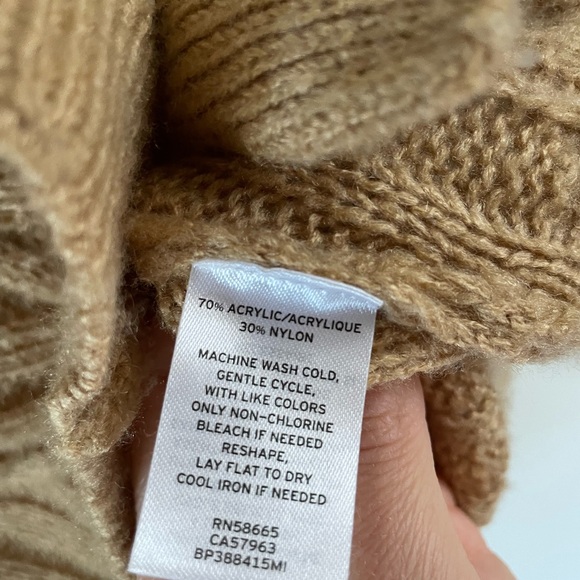 70% ACRYLIC/ACRYLIQUE
30% NYLON
MACHINE WASH COLD,
GENTLE CYCLE,
WITH LIKE COLORS
ONLY NON-CHLORINE
BLEACH IF NEEDED
RESHAPE,
LAY FLAT TO DRY
COOL IRON IF NEEDED
RN58665
CA57963
BP388415MI